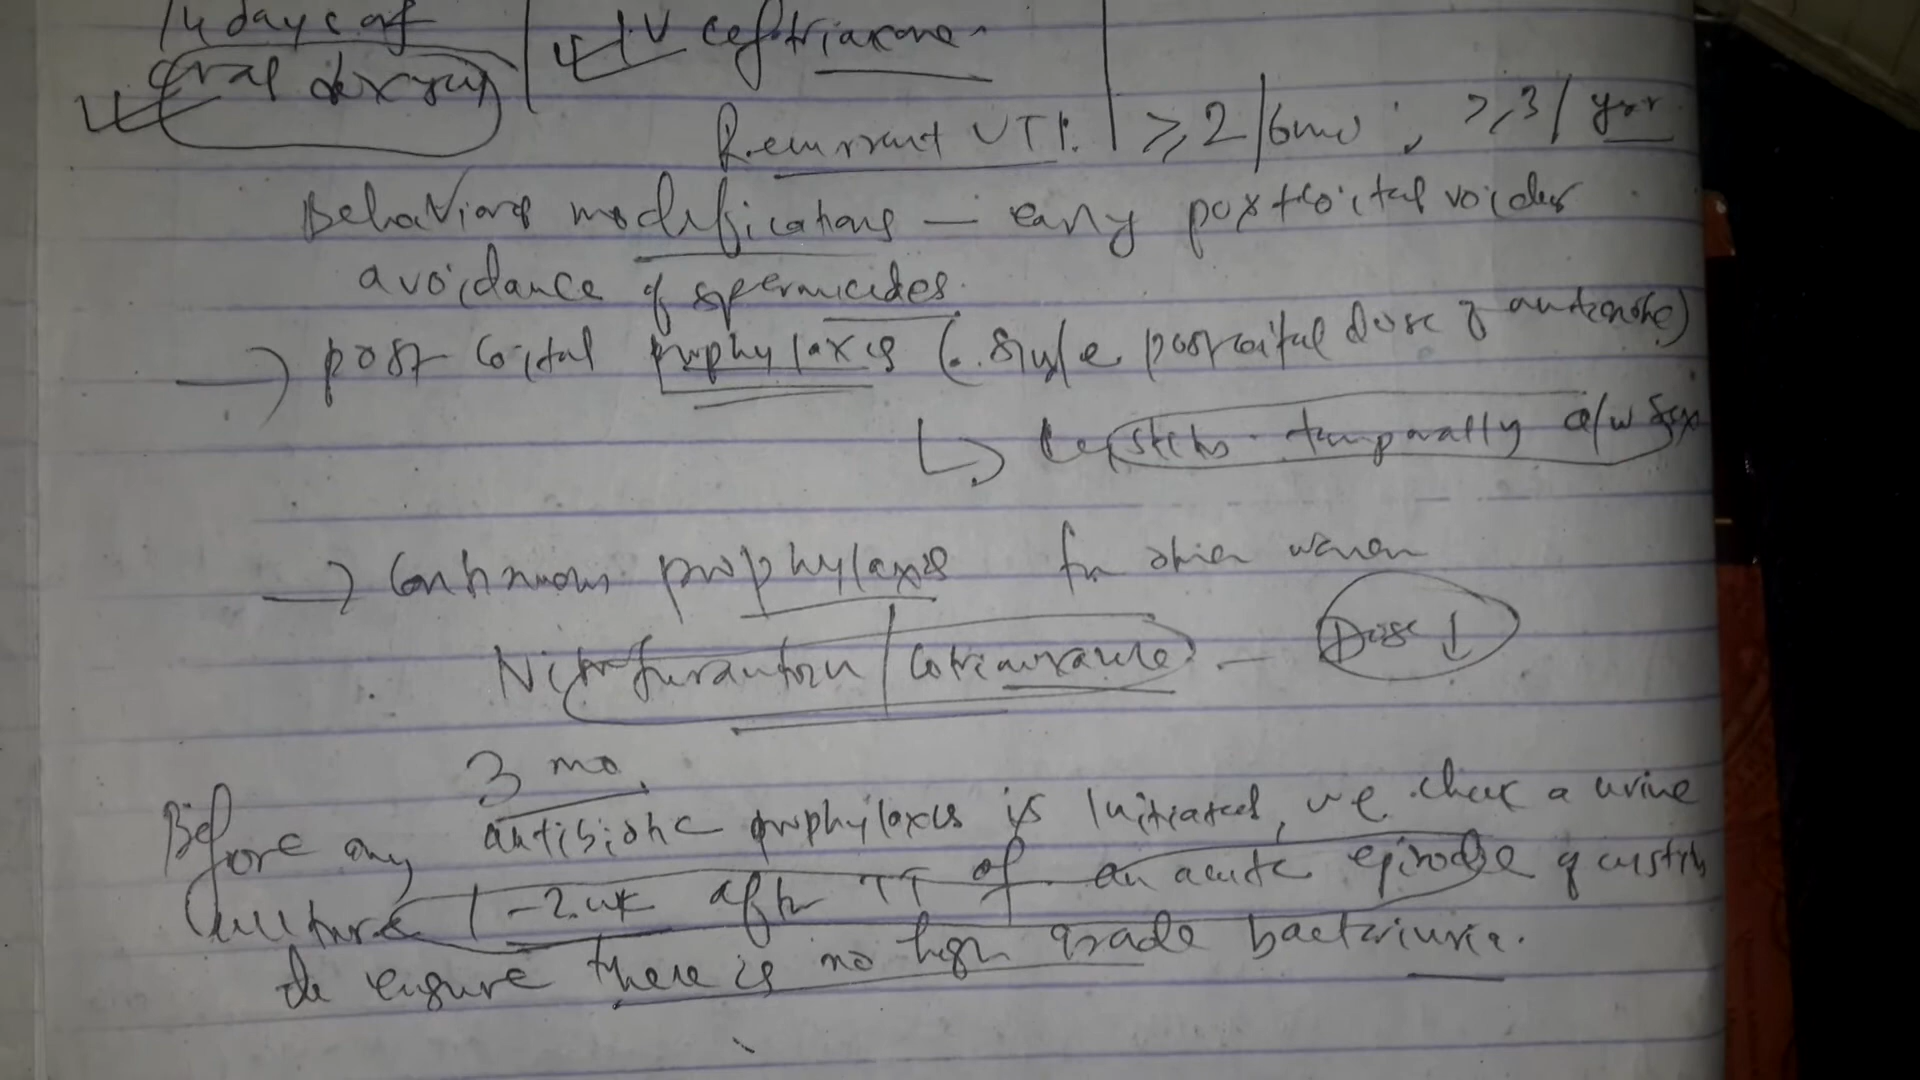 14 days of | IV ceftriaxone
oral doxy
Recurrent UTI. | ≥2/6mo ; ≥3/year
Behavioral modifications – early postcoital voiding
avoidance of spermicides.
→ post-coital prophylaxis (single postcoital dose of antibiotic)
↳ cystitis temporally a/w sex
→ Continuous prophylaxis for other women
Nitrofurantoin / Cotrimoxazole – Dose ↓
3 mo.
Before any antibiotic prophylaxis is initiated, we check a urine
culture 1-2 wk after TT of an acute episode of cystitis
to ensure there is no high grade bacteriuria.